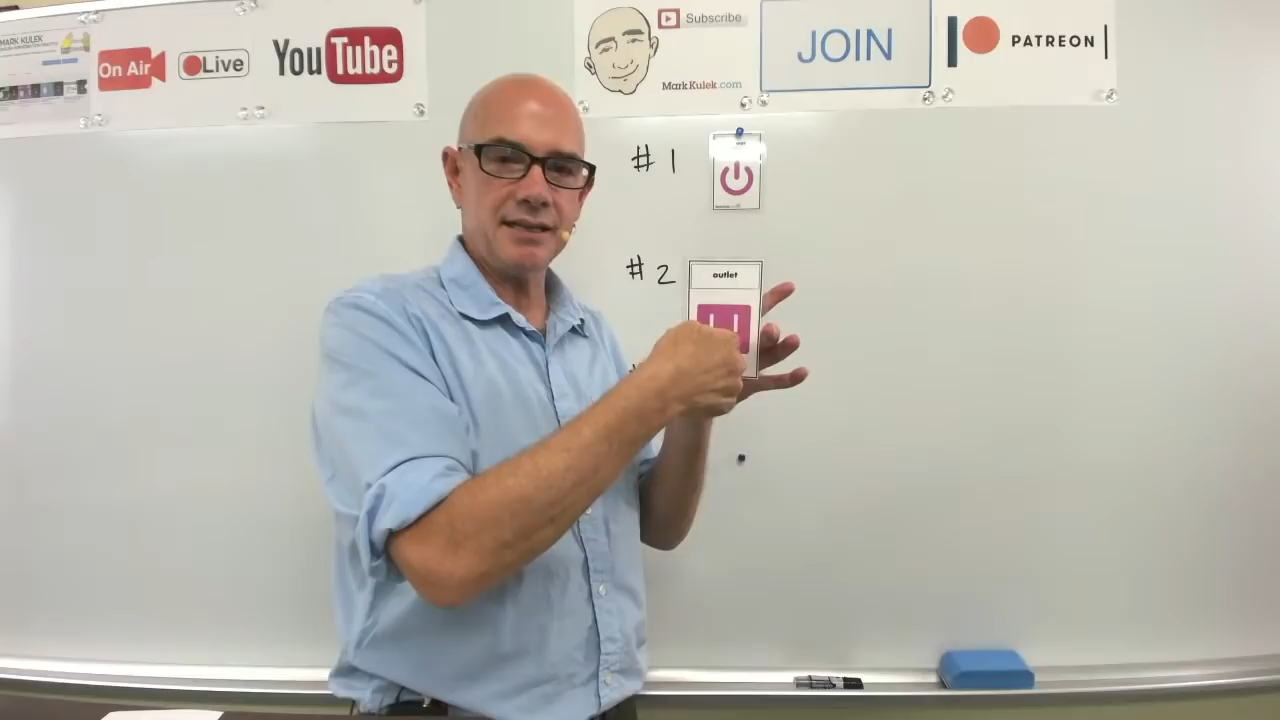 MARK KULEK
On Air
Live
YouTube
Subscribe
MarkKulek.com
JOIN
PATREON
# 1
# 2
outlet